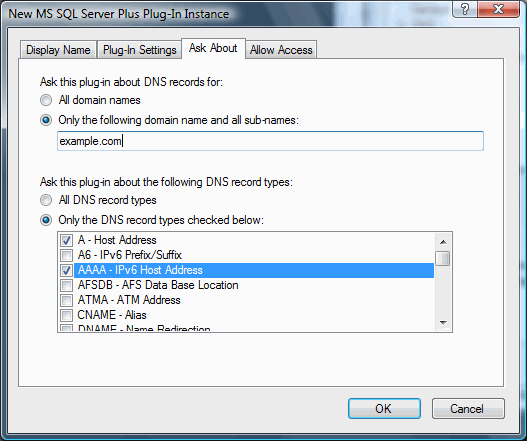 New MS SQL Server Plus Plug-In Instance
Display Name Plug-In Settings Ask About Allow Access
Ask this plug-in about DNS records for:
All domain names
Only the following domain name and all sub-names:
example.com
Ask this plug-in about the following DNS record types:
All DNS record types
Only the DNS record types checked below:
A - Host Address
A6 - IPv6 Prefix/Suffix
AAAA - IPv6 Host Address
AFSDB - AFS Data Base Location
ATMA - ATM Address
CNAME - Alias
DNAME - Name Redirection
OK Cancel